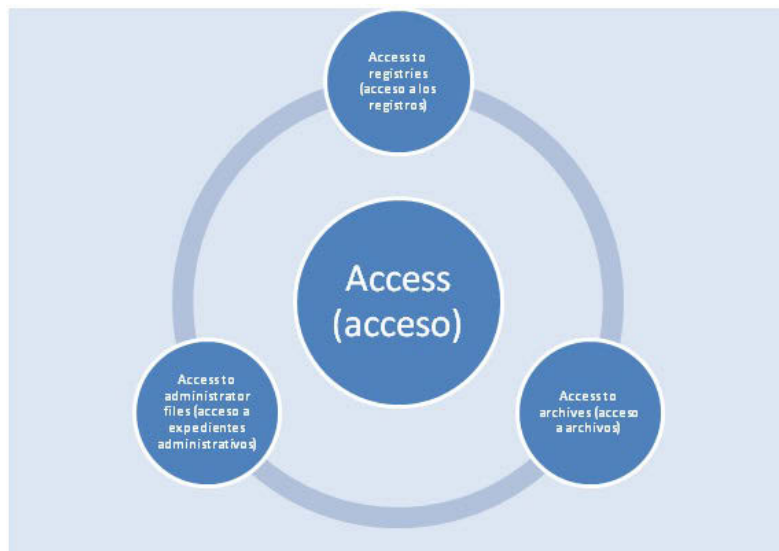 Access to
registries
(acceso a los
registros)
Access
(acceso)
Access to
administrator
files (acceso a
expedientes
administrativos)
Access to
archives (acceso
a archivos)